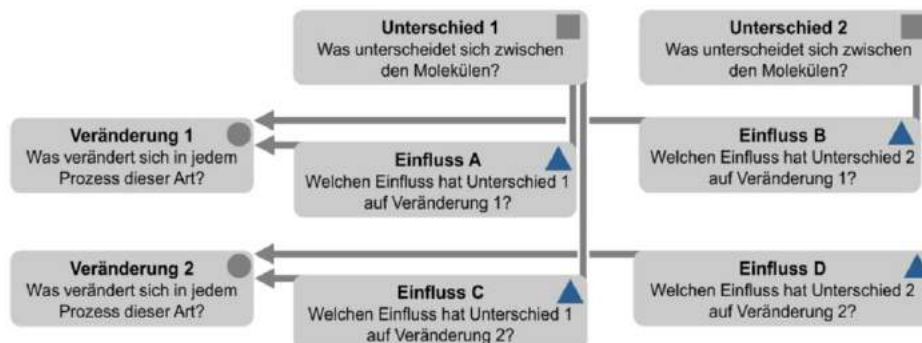 Unterschied 1
Was unterscheidet sich zwischen
den Molekülen?
Unterschied 2
Was unterscheidet sich zwischen
den Molekülen?
Veränderung 1
Was verändert sich in jedem
Prozess dieser Art?
Einfluss A
Welchen Einfluss hat Unterschied 1
auf Veränderung 1?
Einfluss B
Welchen Einfluss hat Unterschied 2
auf Veränderung 1?
Veränderung 2
Was verändert sich in jedem
Prozess dieser Art?
Einfluss C
Welchen Einfluss hat Unterschied 1
auf Veränderung 2?
Einfluss D
Welchen Einfluss hat Unterschied 2
auf Veränderung 2?